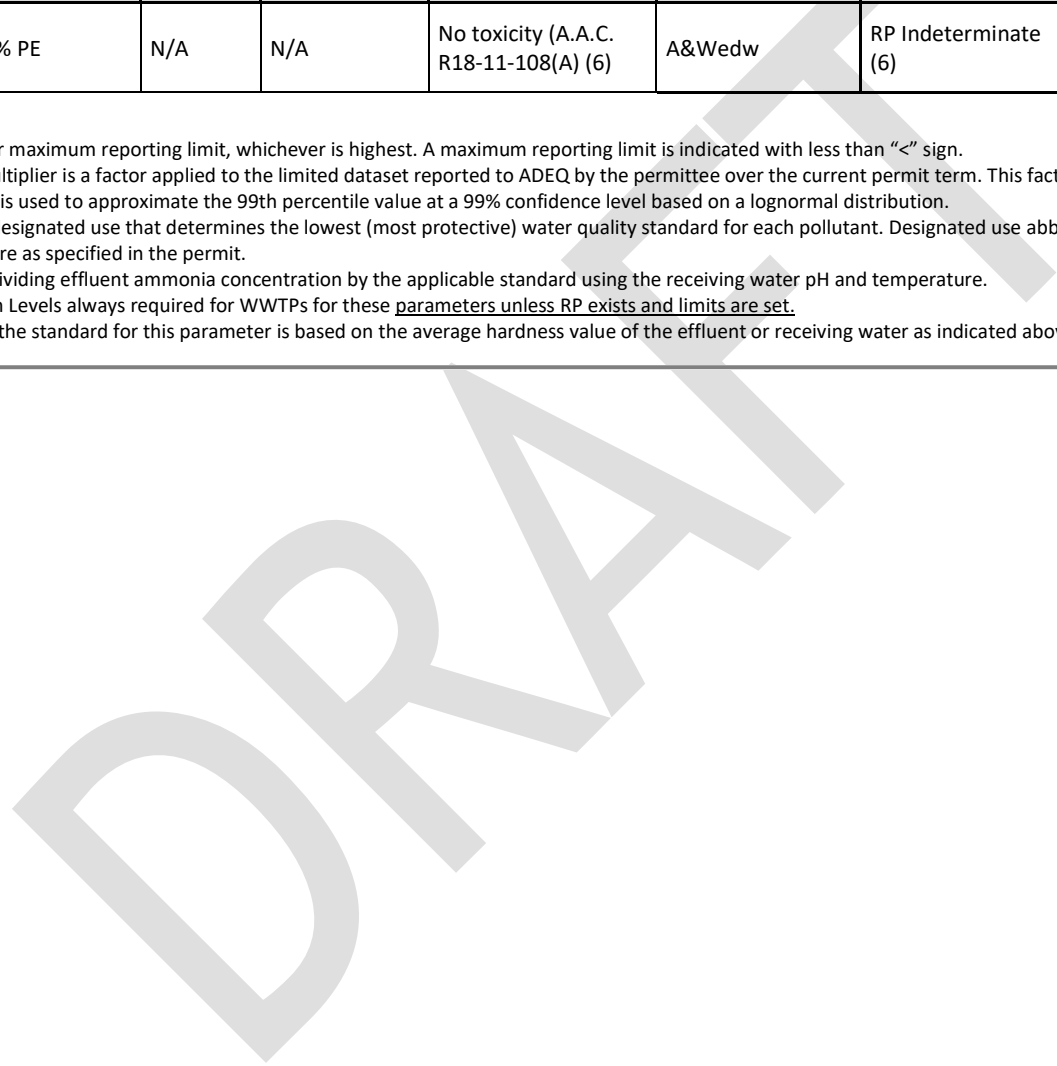 % PE
N/A
N/A
No toxicity (A.A.C.
R18-11-108(A) (6)
A&Wedw
RP Indeterminate
(6)
r maximum reporting limit, whichever is highest. A maximum reporting limit is indicated with less than “<” sign.
ultiplier is a factor applied to the limited dataset reported to ADEQ by the permittee over the current permit term. This fact
is used to approximate the 99th percentile value at a 99% confidence level based on a lognormal distribution.
designated use that determines the lowest (most protective) water quality standard for each pollutant. Designated use abb
re as specified in the permit.
ividing effluent ammonia concentration by the applicable standard using the receiving water pH and temperature.
n Levels always required for WWTPs for these parameters unless RP exists and limits are set.
the standard for this parameter is based on the average hardness value of the effluent or receiving water as indicated abov
DRAFT